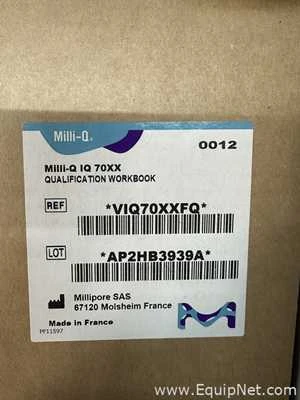 Milli-Q®
0012
Milli-Q IQ 70XX
QUALIFICATION WORKBOOK
REF
*VIQ70XXFQ*
LOT
*AP2HB3939A*
Millipore SAS
67120 Molsheim France
Made in France
PF11597
www.EquipNet.com